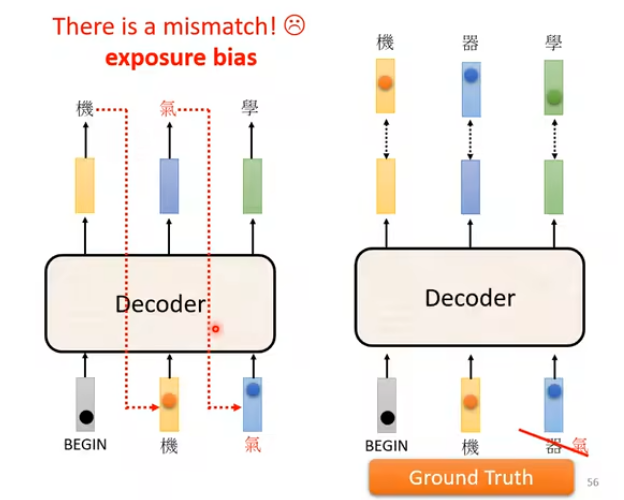 There is a mismatch! ☹
exposure bias
機 氣 學
Decoder
BEGIN 機 氣
機 器 學
Decoder
BEGIN 機 器 氣
Ground Truth
56